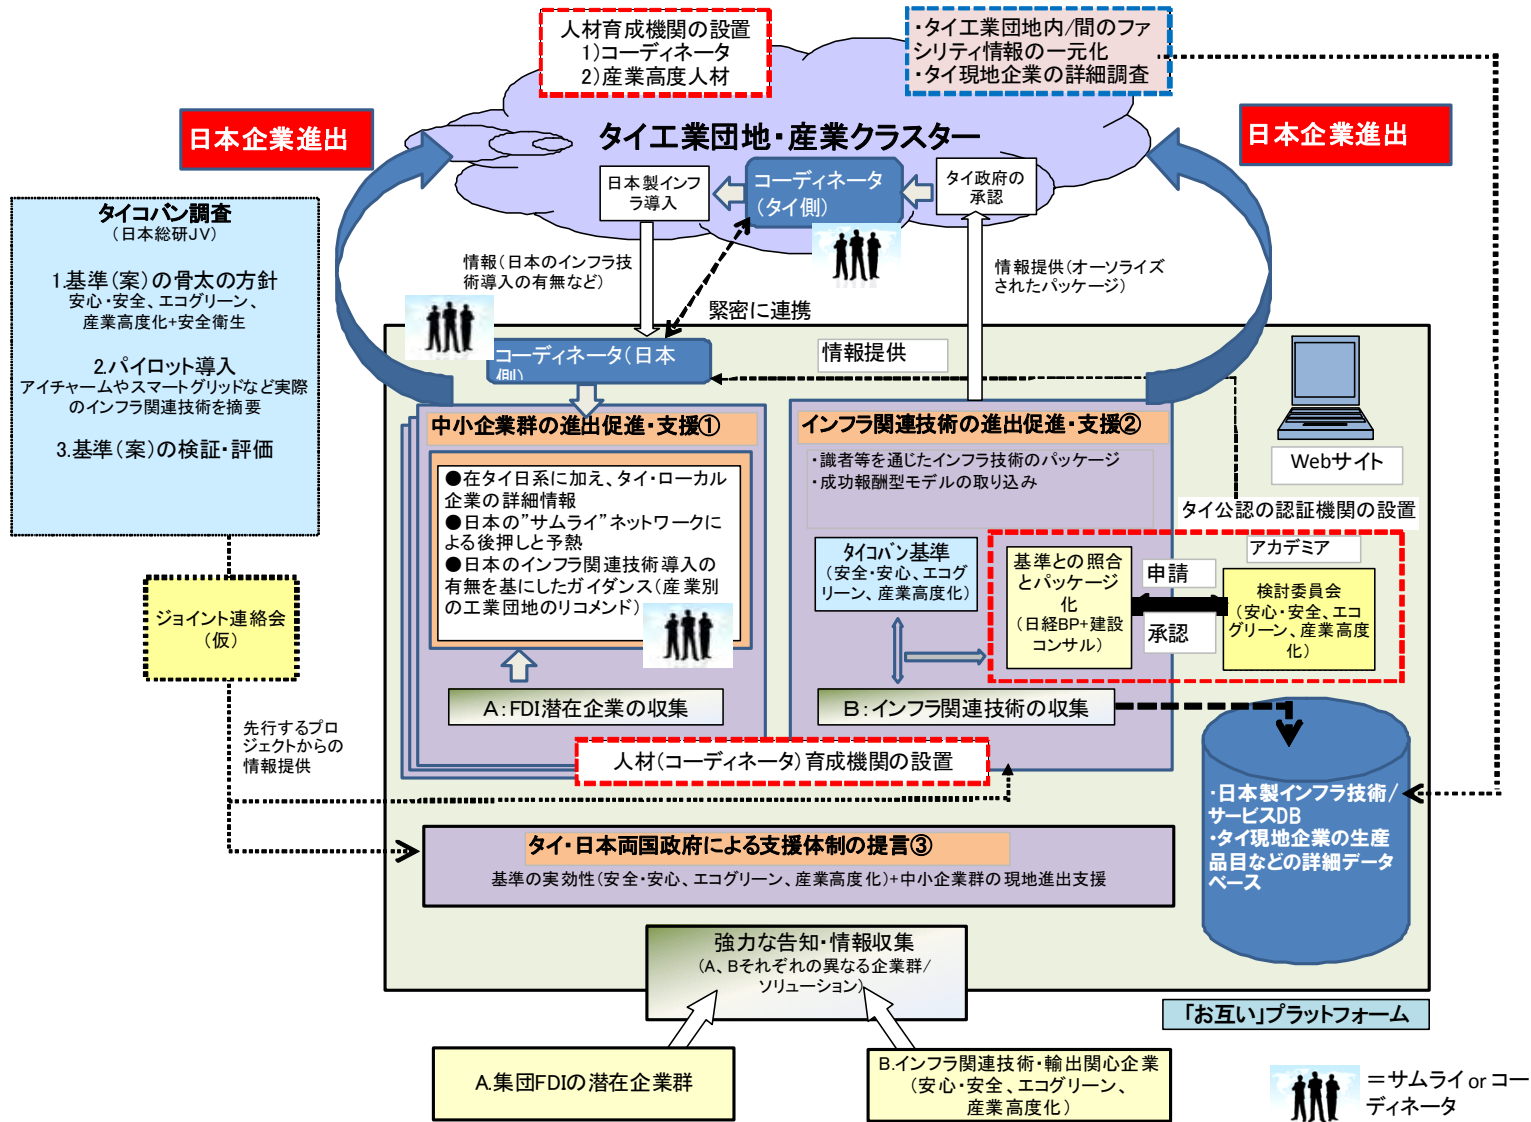 人材育成機関の設置
1)コーディネータ
2)産業高度人材
・タイ工業団地内/間のファ
シリティ情報の一元化
・タイ現地企業の詳細調査
日本企業進出
日本企業進出
タイ工業団地・産業クラスター
日本製インフ
ラ導入
コーディネータ
(タイ側)
タイ政府の
承認
タイコバン調査
(日本総研JV)
1.基準(案)の骨太の方針
安心・安全、エコグリーン、
産業高度化+安全衛生
2.パイロット導入
アイチャームやスマートグリッドなど実際
のインフラ関連技術を摘要
3.基準(案)の検証・評価
情報(日本のインフラ技
術導入の有無など)
情報提供(オーソライズ
されたパッケージ)
緊密に連携
コーディネータ(日本
側)
情報提供
Webサイト
中小企業群の進出促進・支援①
●在タイ日系に加え、タイ・ローカル
企業の詳細情報
●日本の”サムライ”ネットワークに
よる後押しと予熱
●日本のインフラ関連技術導入の
有無を基にしたガイダンス(産業別
の工業団地のリコメンド)
A:FDI潜在企業の収集
インフラ関連技術の進出促進・支援②
・識者等を通じたインフラ技術のパッケージ
・成功報酬型モデルの取り込み
タイコバン基準
(安全・安心、エコグ
リーン、産業高度化)
タイ公認の認証機関の設置
アカデミア
基準との照合
とパッケージ
化
(日経BP+建設
コンサル)
申請
承認
検討委員会
(安心・安全、エコ
グリーン、産業高度
化)
B:インフラ関連技術の収集
ジョイント連絡会
(仮)
先行するプロ
ジェクトからの
情報提供
人材(コーディネータ)育成機関の設置
・日本製インフラ技術/
サービスDB
・タイ現地企業の生産
品目などの詳細データ
ベース
タイ・日本両国政府による支援体制の提言③
基準の実効性(安全・安心、エコグリーン、産業高度化)+中小企業群の現地進出支援
強力な告知・情報収集
(A、Bそれぞれの異なる企業群/
ソリューション)
「お互い」プラットフォーム
A.集団FDIの潜在企業群
B.インフラ関連技術・輸出関心企業
(安心・安全、エコグリーン、
産業高度化)
=サムライ or コー
ディネータ